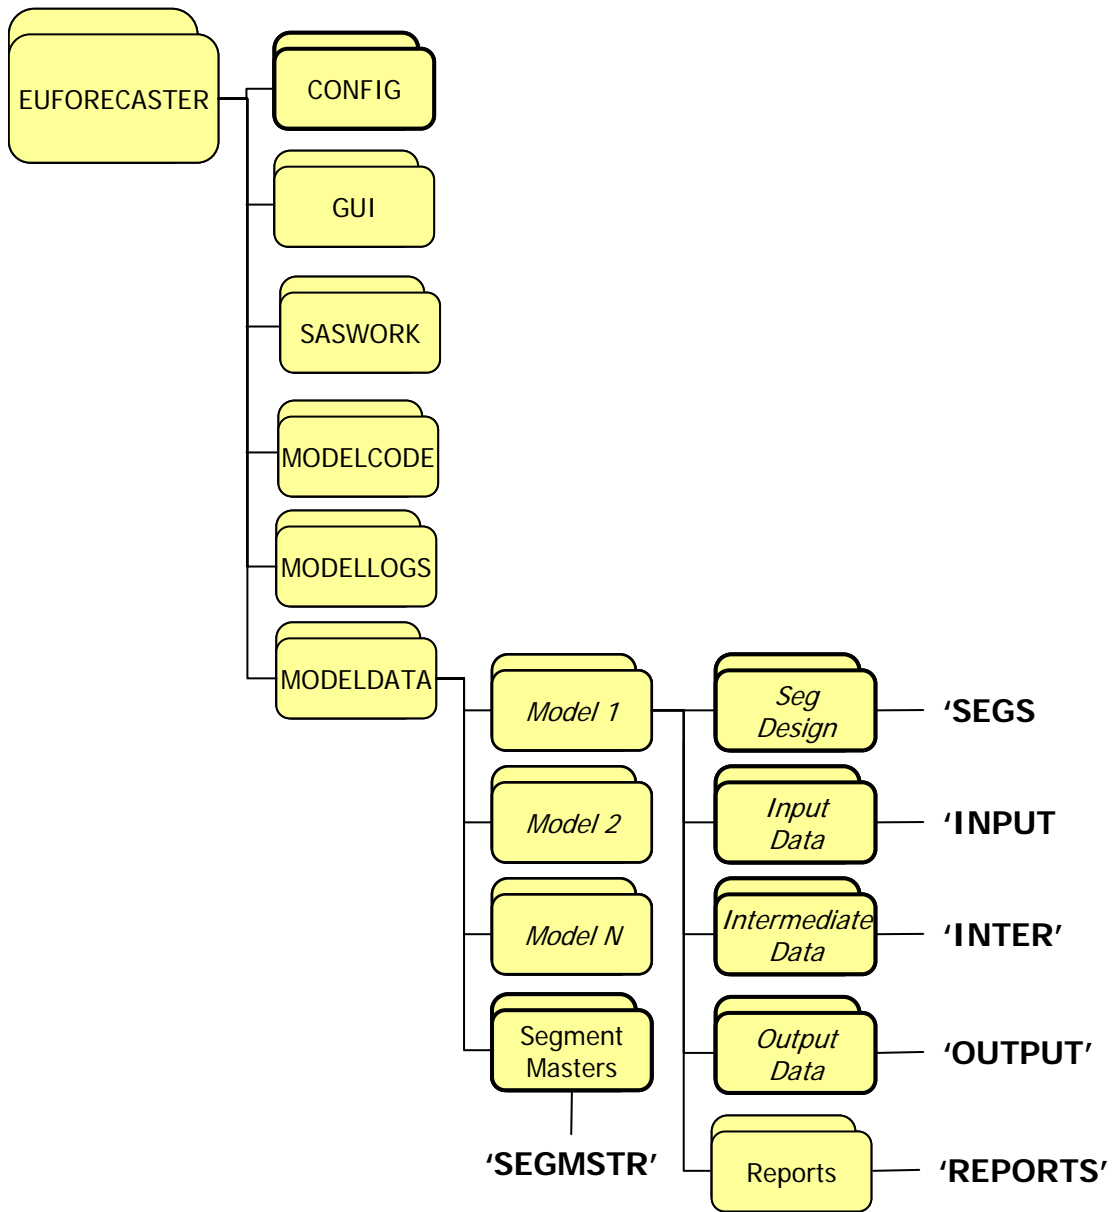 EUFORECASTER
CONFIG
GUI
SASWORK
MODELCODE
MODELLOGS
MODELDATA
Model 1
Seg
Design
‘SEGS
Model 2
Input
Data
‘INPUT
Model N
Intermediate
Data
‘INTER’
Segment
Masters
Output
Data
‘OUTPUT’
‘SEGMSTR’
Reports
‘REPORTS’